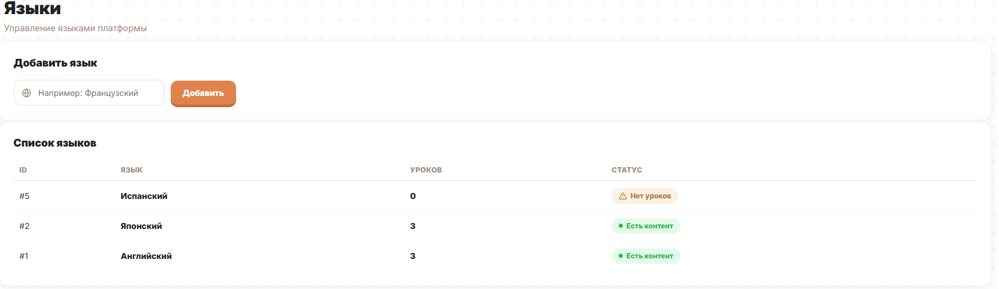 Языки
Управление языками платформы
Добавить язык
Например: Французский
Добавить
Список языков
ID ЯЗЫК УРОКОВ СТАТУС
#5 Испанский 0 Нет уроков
#2 Японский 3 Есть контент
#1 Английский 3 Есть контент